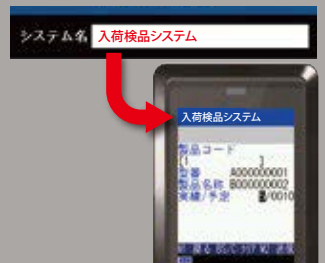 システム名 入荷検品システム
入荷検品システム
製品コード
[1 ]
型番 A000000001
製品名称 B000000002
実績/予定 /0010